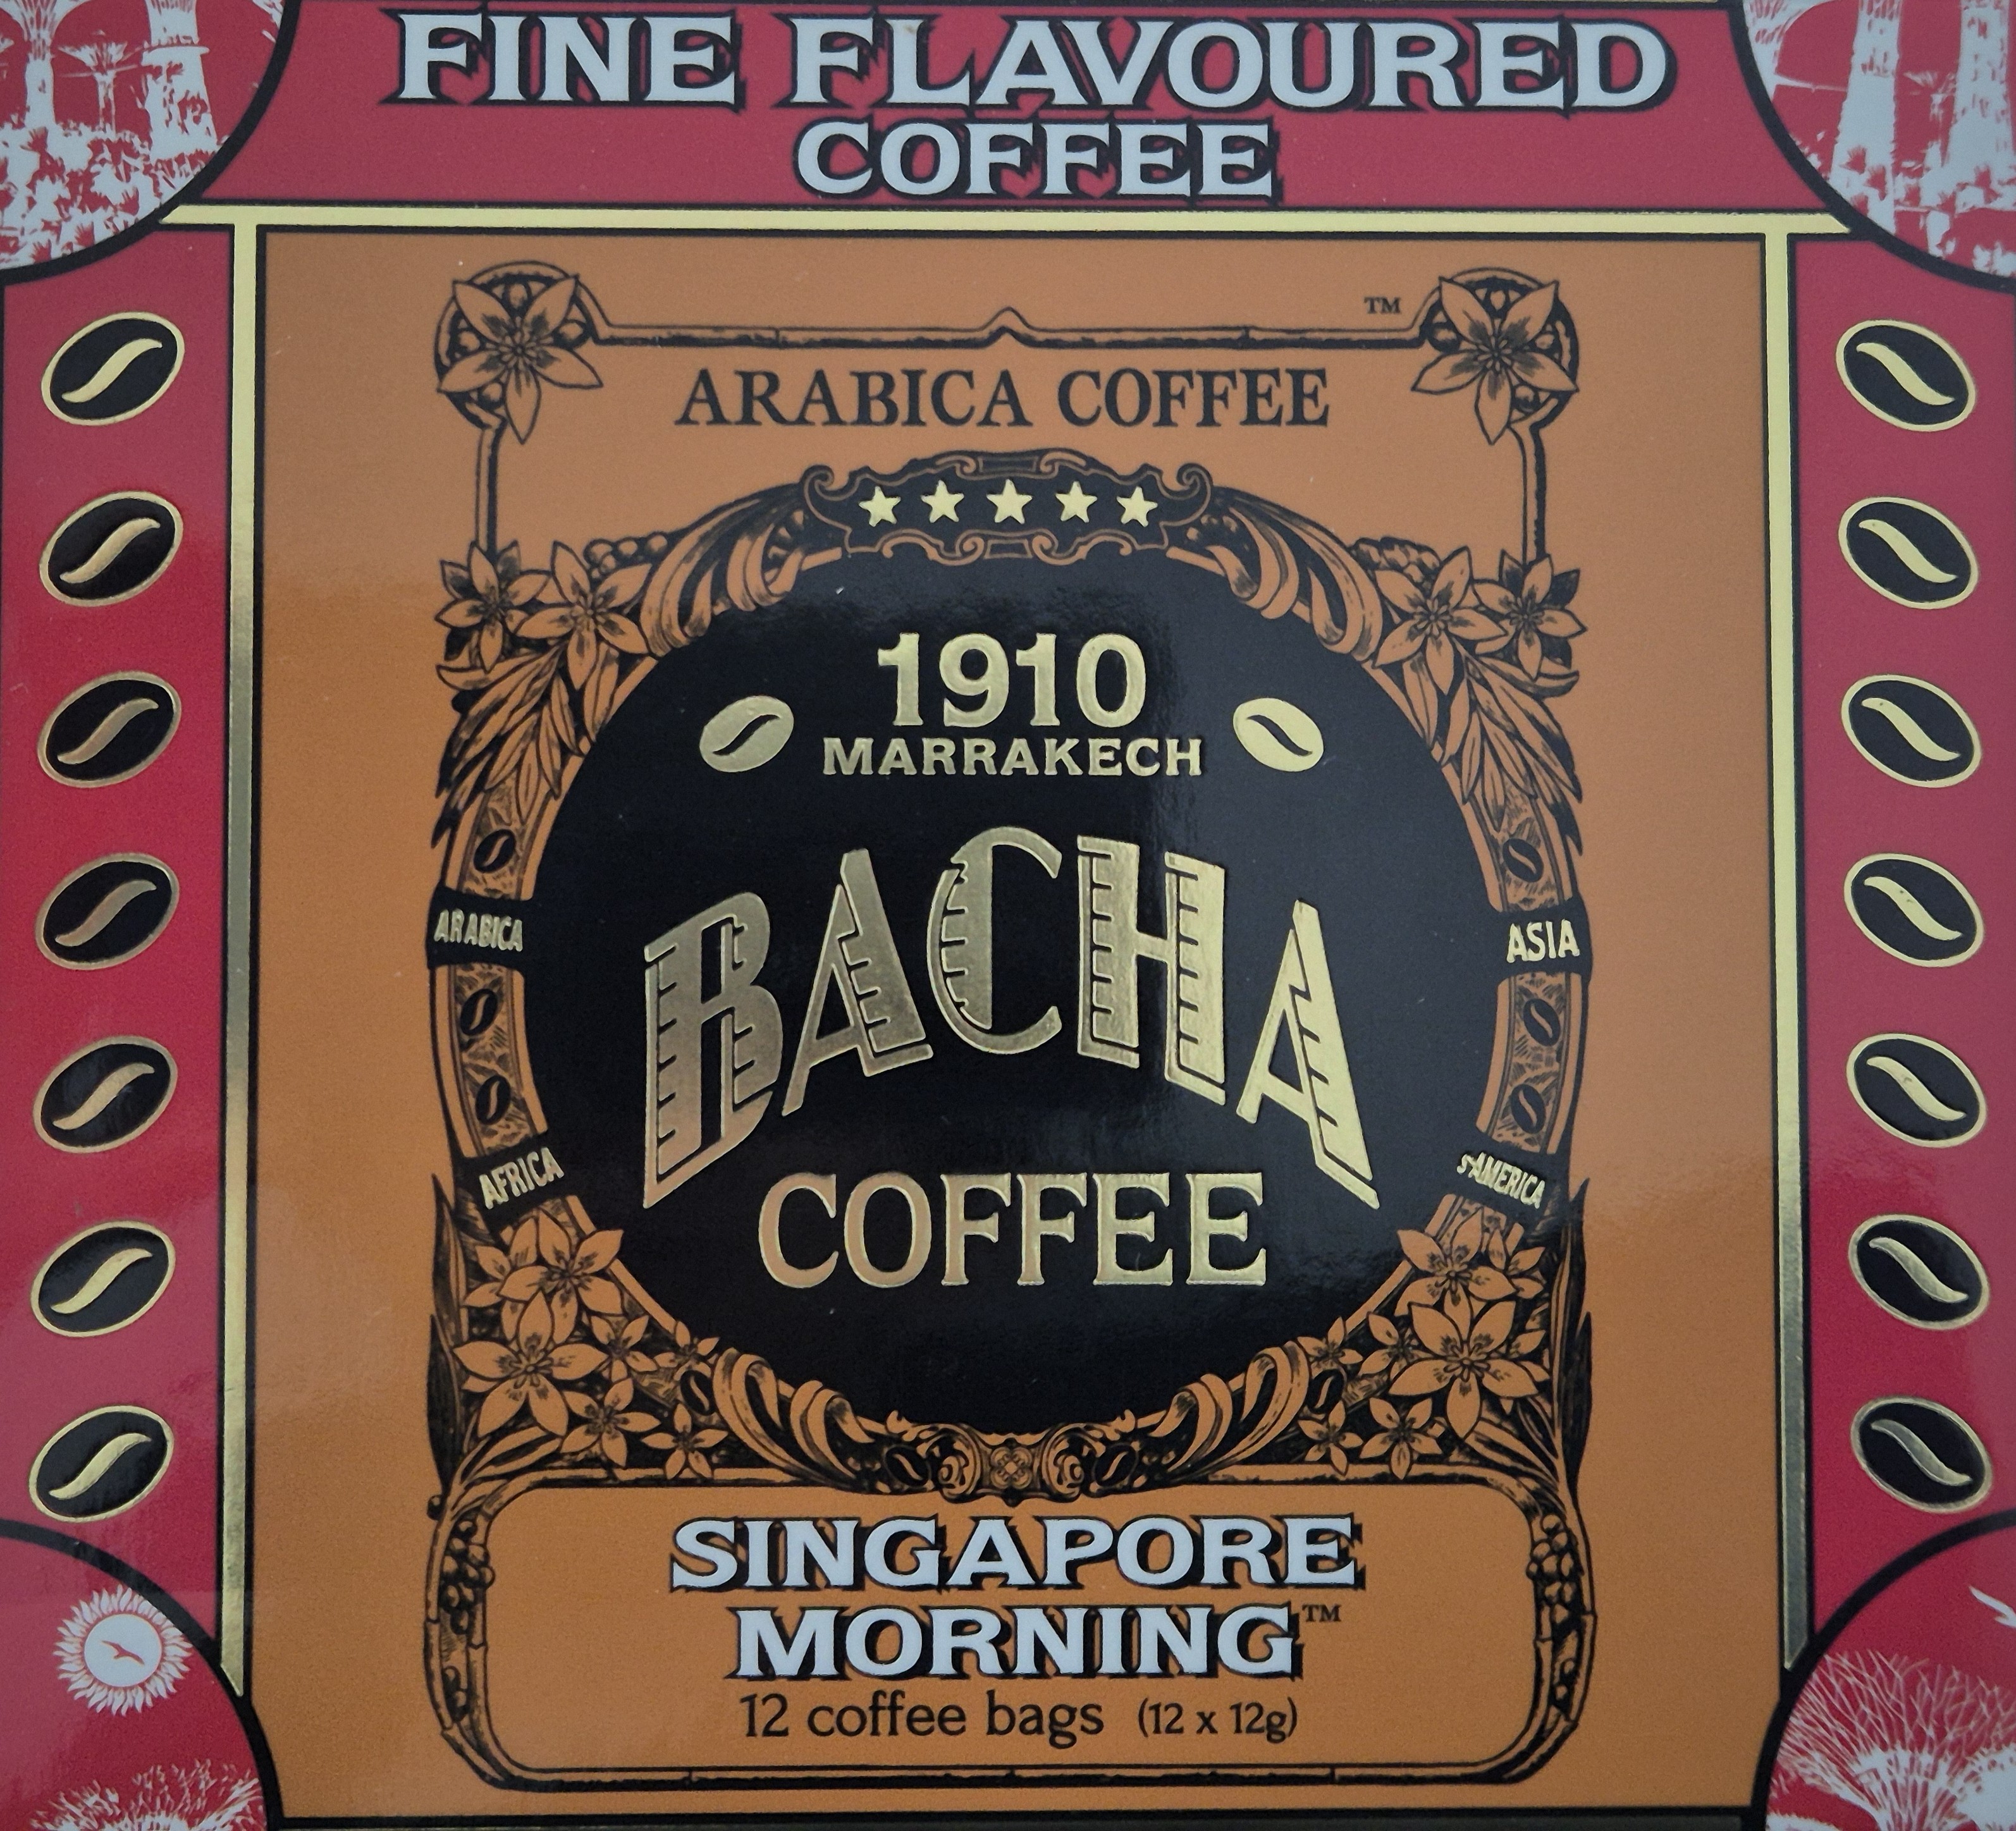 FINE FLAVOURED
COFFEE
TM
ARABICA COFFEE
1910
MARRAKECH
BACHA
COFFEE
ARABICA
ASIA
AFRICA
S.AMERICA
SINGAPORE
MORNING™
12 coffee bags (12 x 12g)